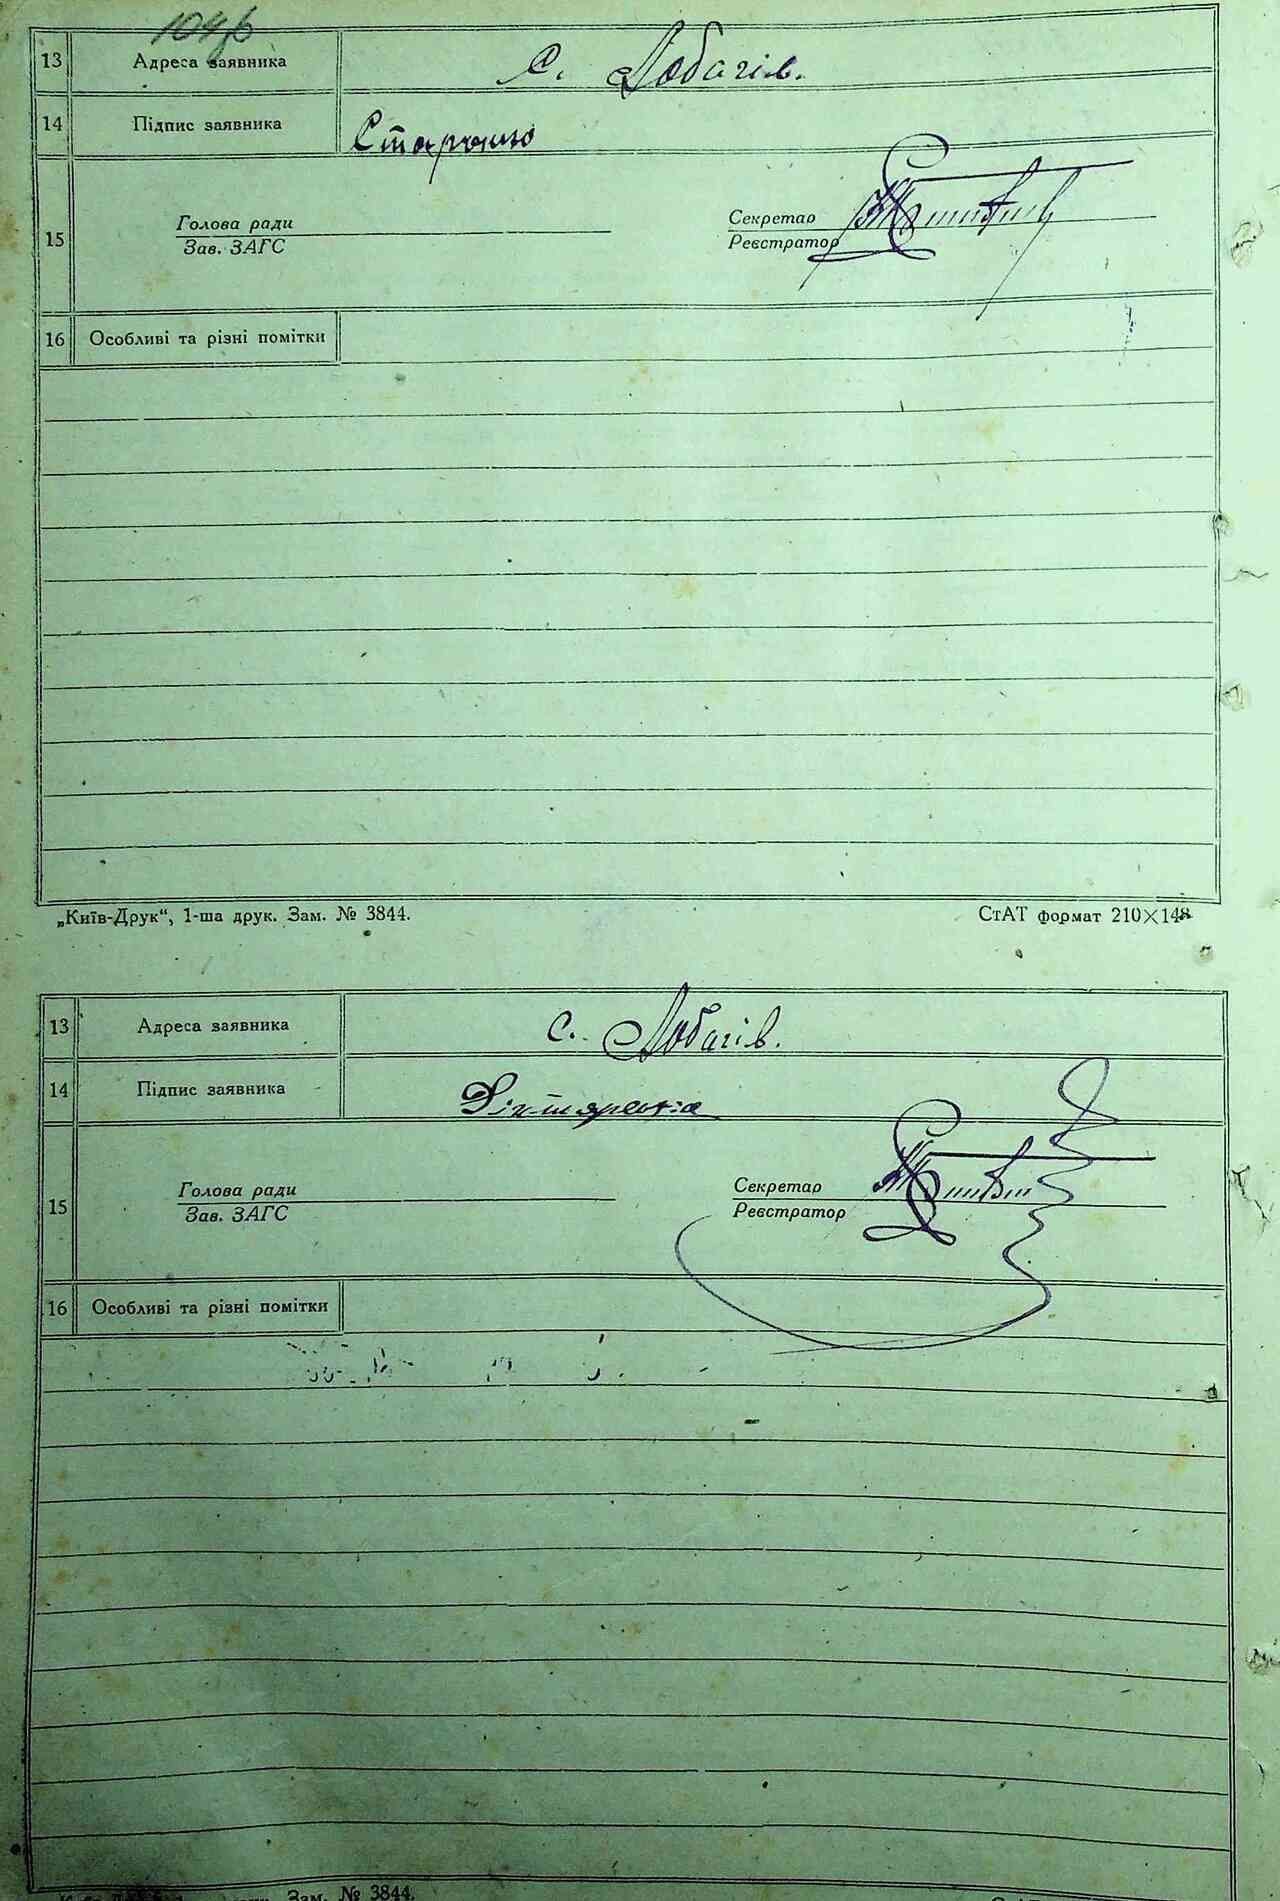 13 Адреса заявника с. Лобачів.
14 Підпис заявника
15
Голова ради
Зав. ЗАГС
Секретар
Реєстратор
16 Особливі та різні помітки
„Київ-Друк“, 1-ша друк. Зам. № 3844. СтАТ формат 210×148
13 Адреса заявника с. Лобачів.
14 Підпис заявника
15
Голова ради
Зав. ЗАГС
Секретар
Реєстратор
16 Особливі та різні помітки
Зам. № 3844.